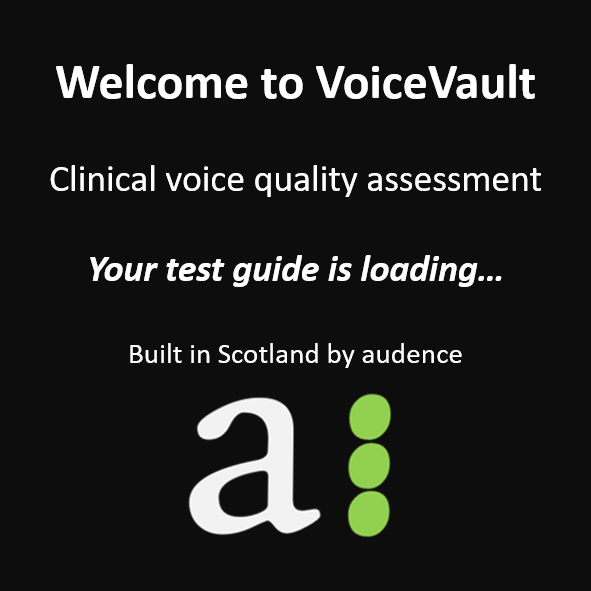 Welcome to VoiceVault
Clinical voice quality assessment
Your test guide is loading...
Built in Scotland by audence
a